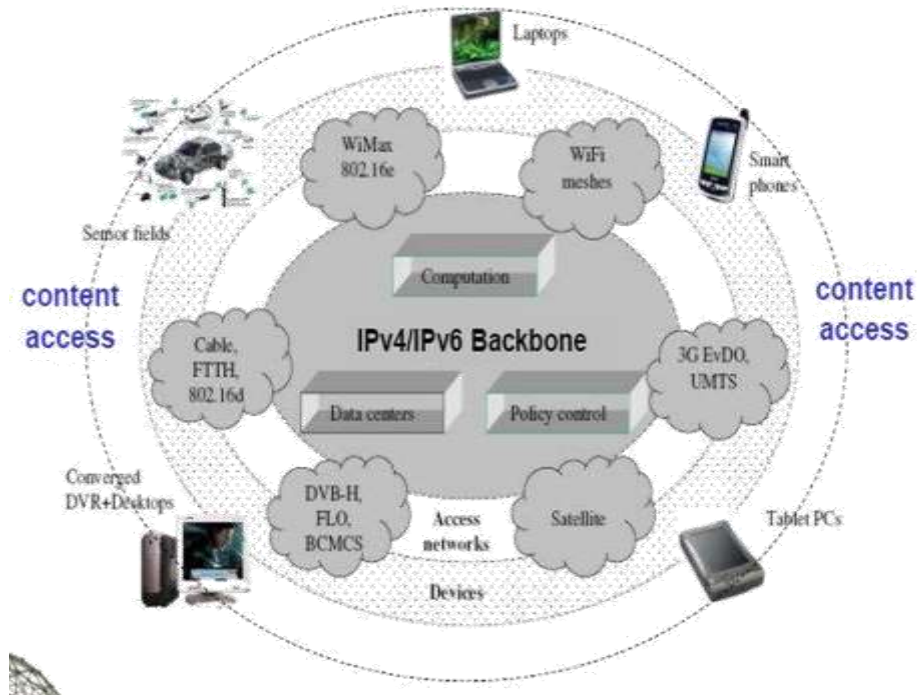 Laptops
WiMax
802.16e
WiFi
meshes
Smart
phones
Sensor fields
Computation
content
access
content
access
IPv4/IPv6 Backbone
Cable,
FTTH,
802.16d
3G EvDO,
UMTS
Data centers
Policy control
Converged
DVR+Desktops
DVB-H,
FLO,
BCMCS
Access
networks
Satellite
Tablet PCs
Devices